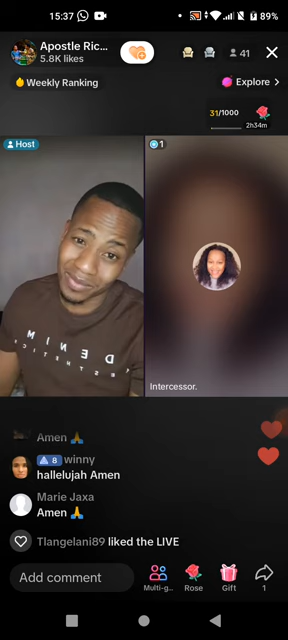 15:37
89%
Apostle Ric...
5.8K likes
41
Weekly Ranking
Explore >
31/1000
2h34m
Host
1
DENIM
Intercessor.
Amen 🙏
8 winny
hallelujah Amen
Marie Jaxa
Amen 🙏
Tlangelani89 liked the LIVE
Add comment
Multi-g...
Rose
Gift
1